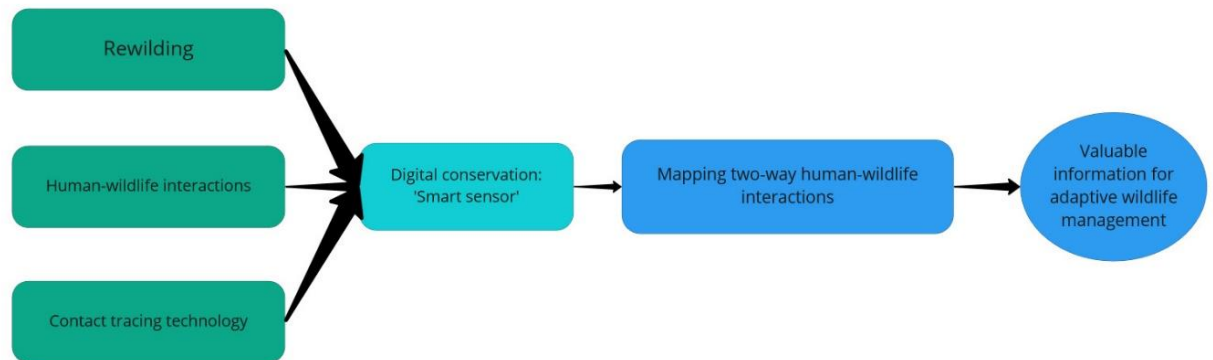 Rewilding
Human-wildlife interactions
Contact tracing technology
Digital conservation:
'Smart sensor'
Mapping two-way human-wildlife
interactions
Valuable
information for
adaptive wildlife
management